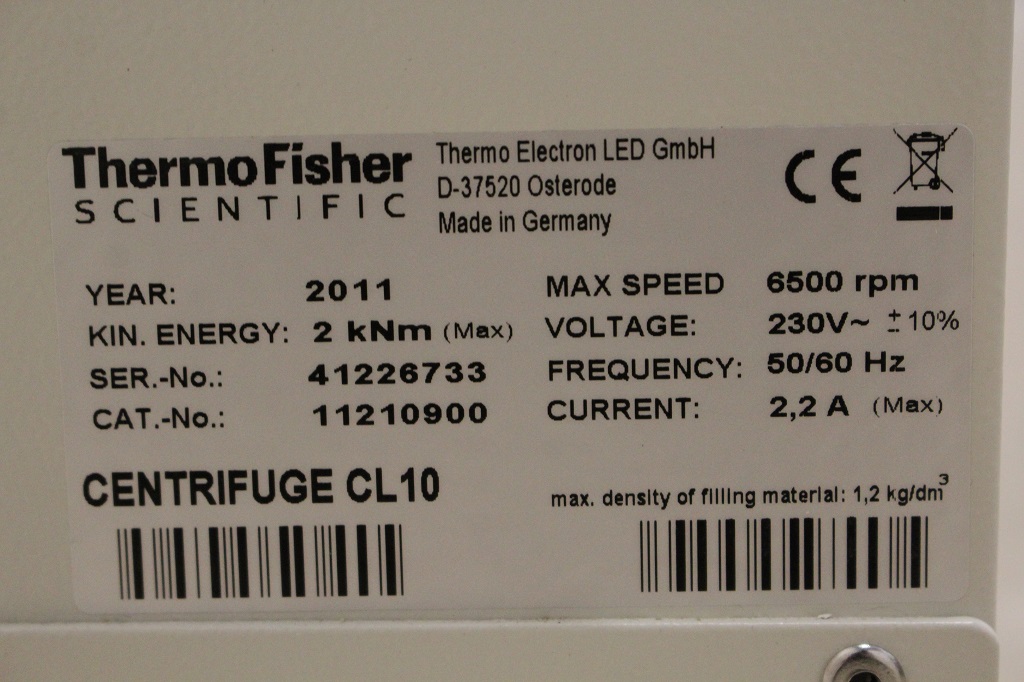 ThermoFisher
SCIENTIFIC
Thermo Electron LED GmbH
D-37520 Osterode
Made in Germany
CE
YEAR: 2011
KIN. ENERGY: 2 kNm (Max)
SER.-No.: 41226733
CAT.-No.: 11210900
MAX SPEED 6500 rpm
VOLTAGE: 230V~ ±10%
FREQUENCY: 50/60 Hz
CURRENT: 2,2 A (Max)
CENTRIFUGE CL10
max. density of filling material: 1,2 kg/dm³